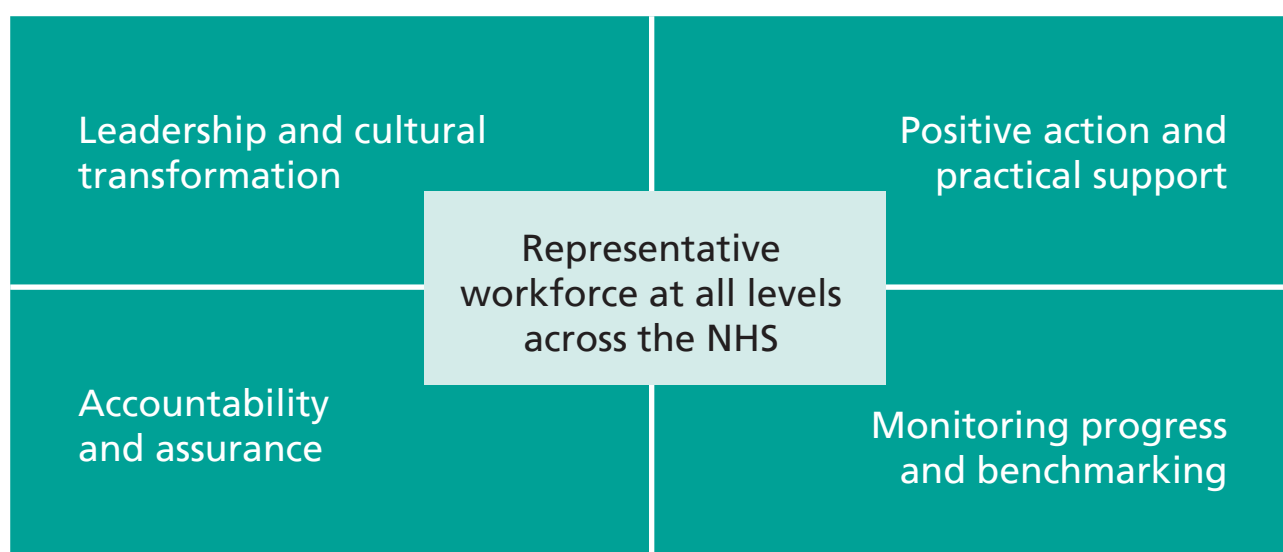 Leadership and cultural
transformation
Positive action and
practical support
Representative
workforce at all levels
across the NHS
Accountability
and assurance
Monitoring progress
and benchmarking